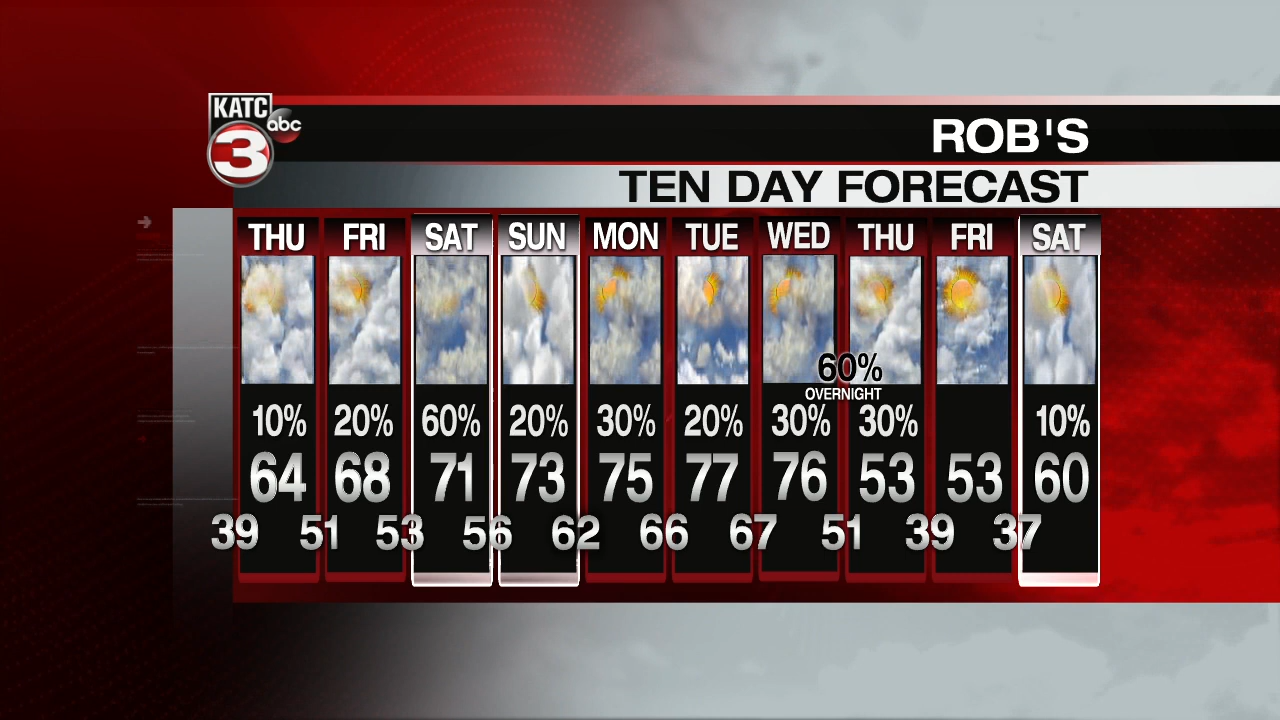 KATC
abc
3
ROB'S
TEN DAY FORECAST
THU FRI SAT SUN MON TUE WED THU FRI SAT
60%
OVERNIGHT
10% 20% 60% 20% 30% 20% 30% 30% 10%
64 68 71 73 75 77 76 53 53 60
39 51 53 56 62 66 67 51 39 37